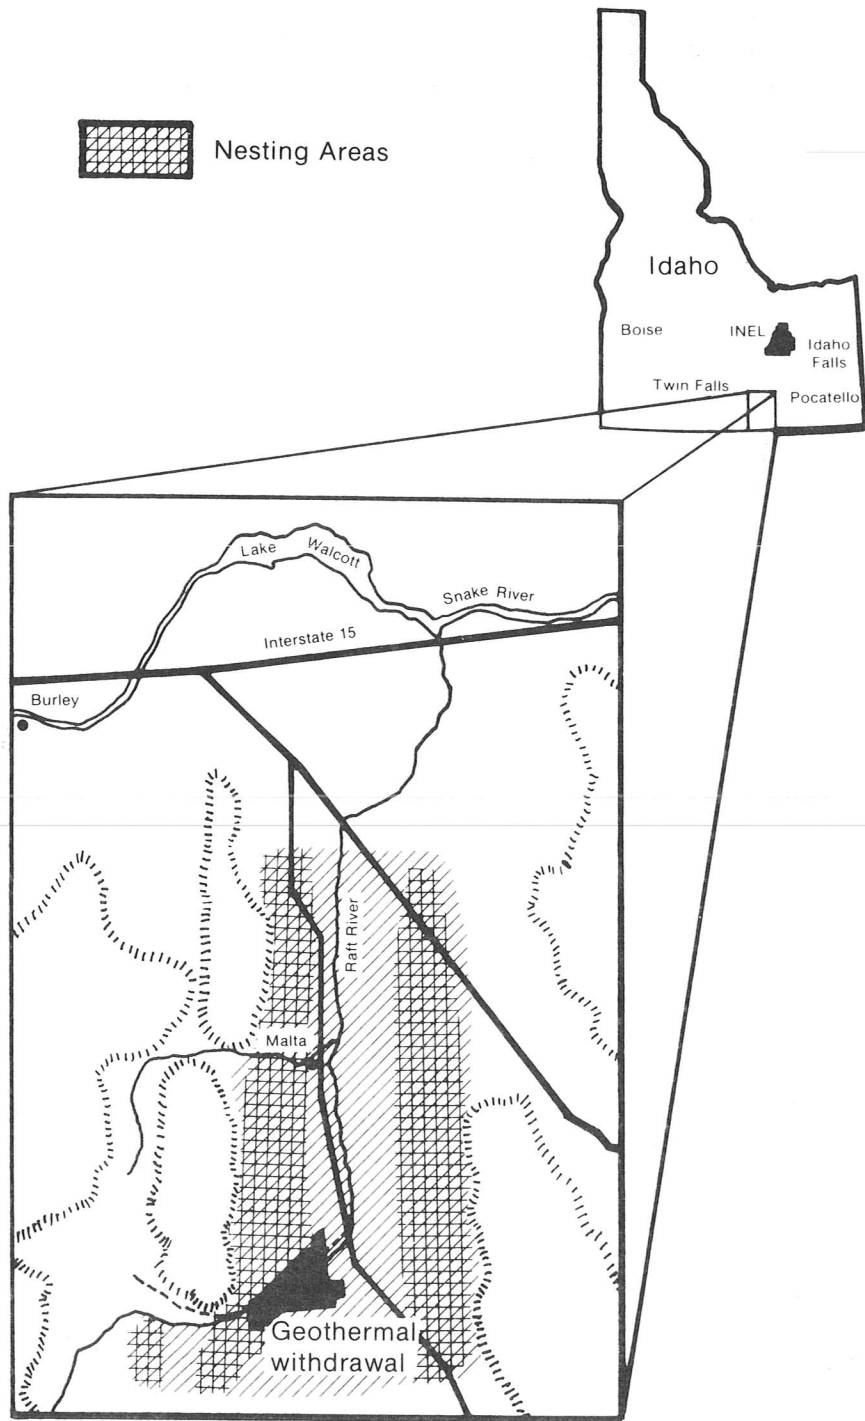 Nesting Areas
Idaho
Boise
INEL
Idaho
Falls
Twin Falls
Pocatello
Lake Walcott
Snake River
Interstate 15
Burley
Raft River
Malta
Geothermal
withdrawal